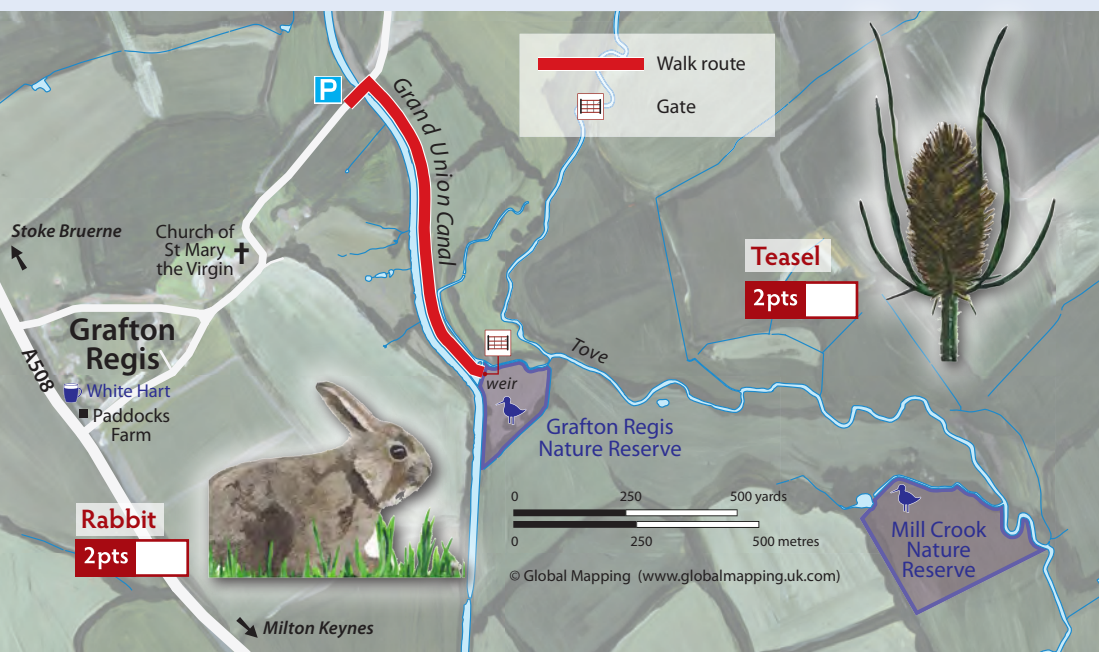 P
Grand Union Canal
Walk route
Gate
Stoke Bruerne
Church of
St Mary
the Virgin
Teasel
2pts
Grafton
Regis
A508
White Hart
Paddocks
Farm
Tove
weir
Grafton Regis
Nature Reserve
Rabbit
2pts
0 250 500 yards
0 250 500 metres
© Global Mapping (www.globalmapping.uk.com)
Mill Crook
Nature
Reserve
Milton Keynes